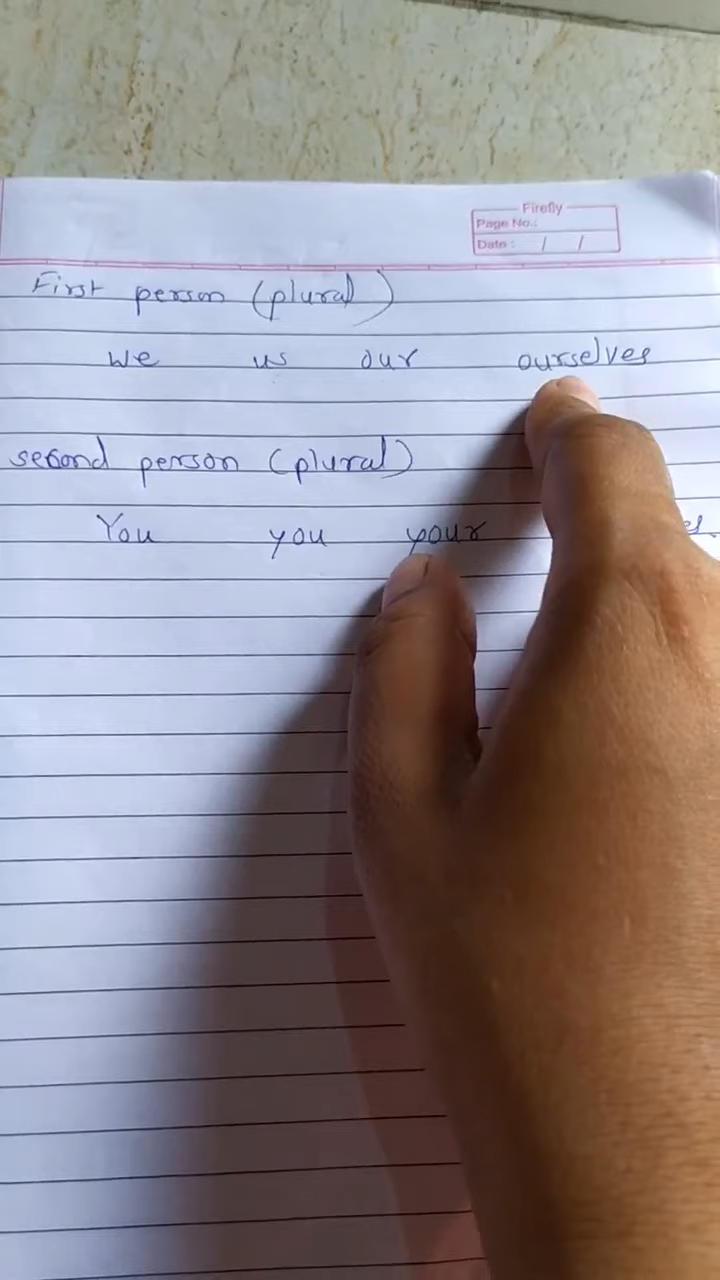 Firefly
Page No.:
Date : / /
First person (plural)
We us our ourselves
second person (plural)
You you your